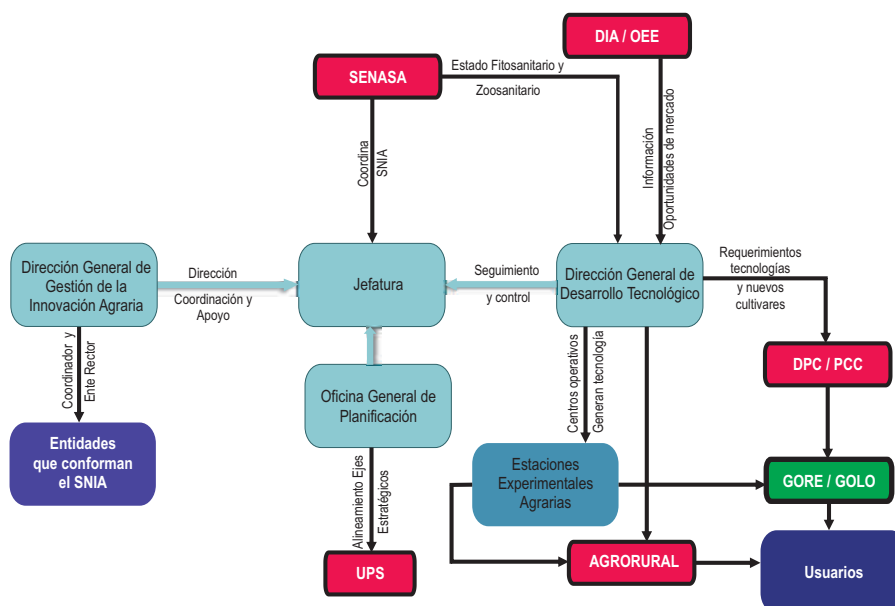 DIA / OEE
SENASA
Estado Fitosanitario y
Zoosanitario
Coordina
SNIA
Información
Oportunidades de mercado
Dirección General de
Gestión de la
Innovación Agraria
Dirección
Coordinación y
Apoyo
Jefatura
Seguimiento
y control
Dirección General de
Desarrollo Tecnológico
Requerimientos
tecnologías
y nuevos
cultivares
Coordinador y
Ente Rector
Oficina General de
Planificación
Centros operativos
Generan tecnología
DPC / PCC
Entidades
que conforman
el SNIA
Alineamiento Ejes
Estratégicos
Estaciones
Experimentales
Agrarias
GORE / GOLO
UPS
AGRORURAL
Usuarios